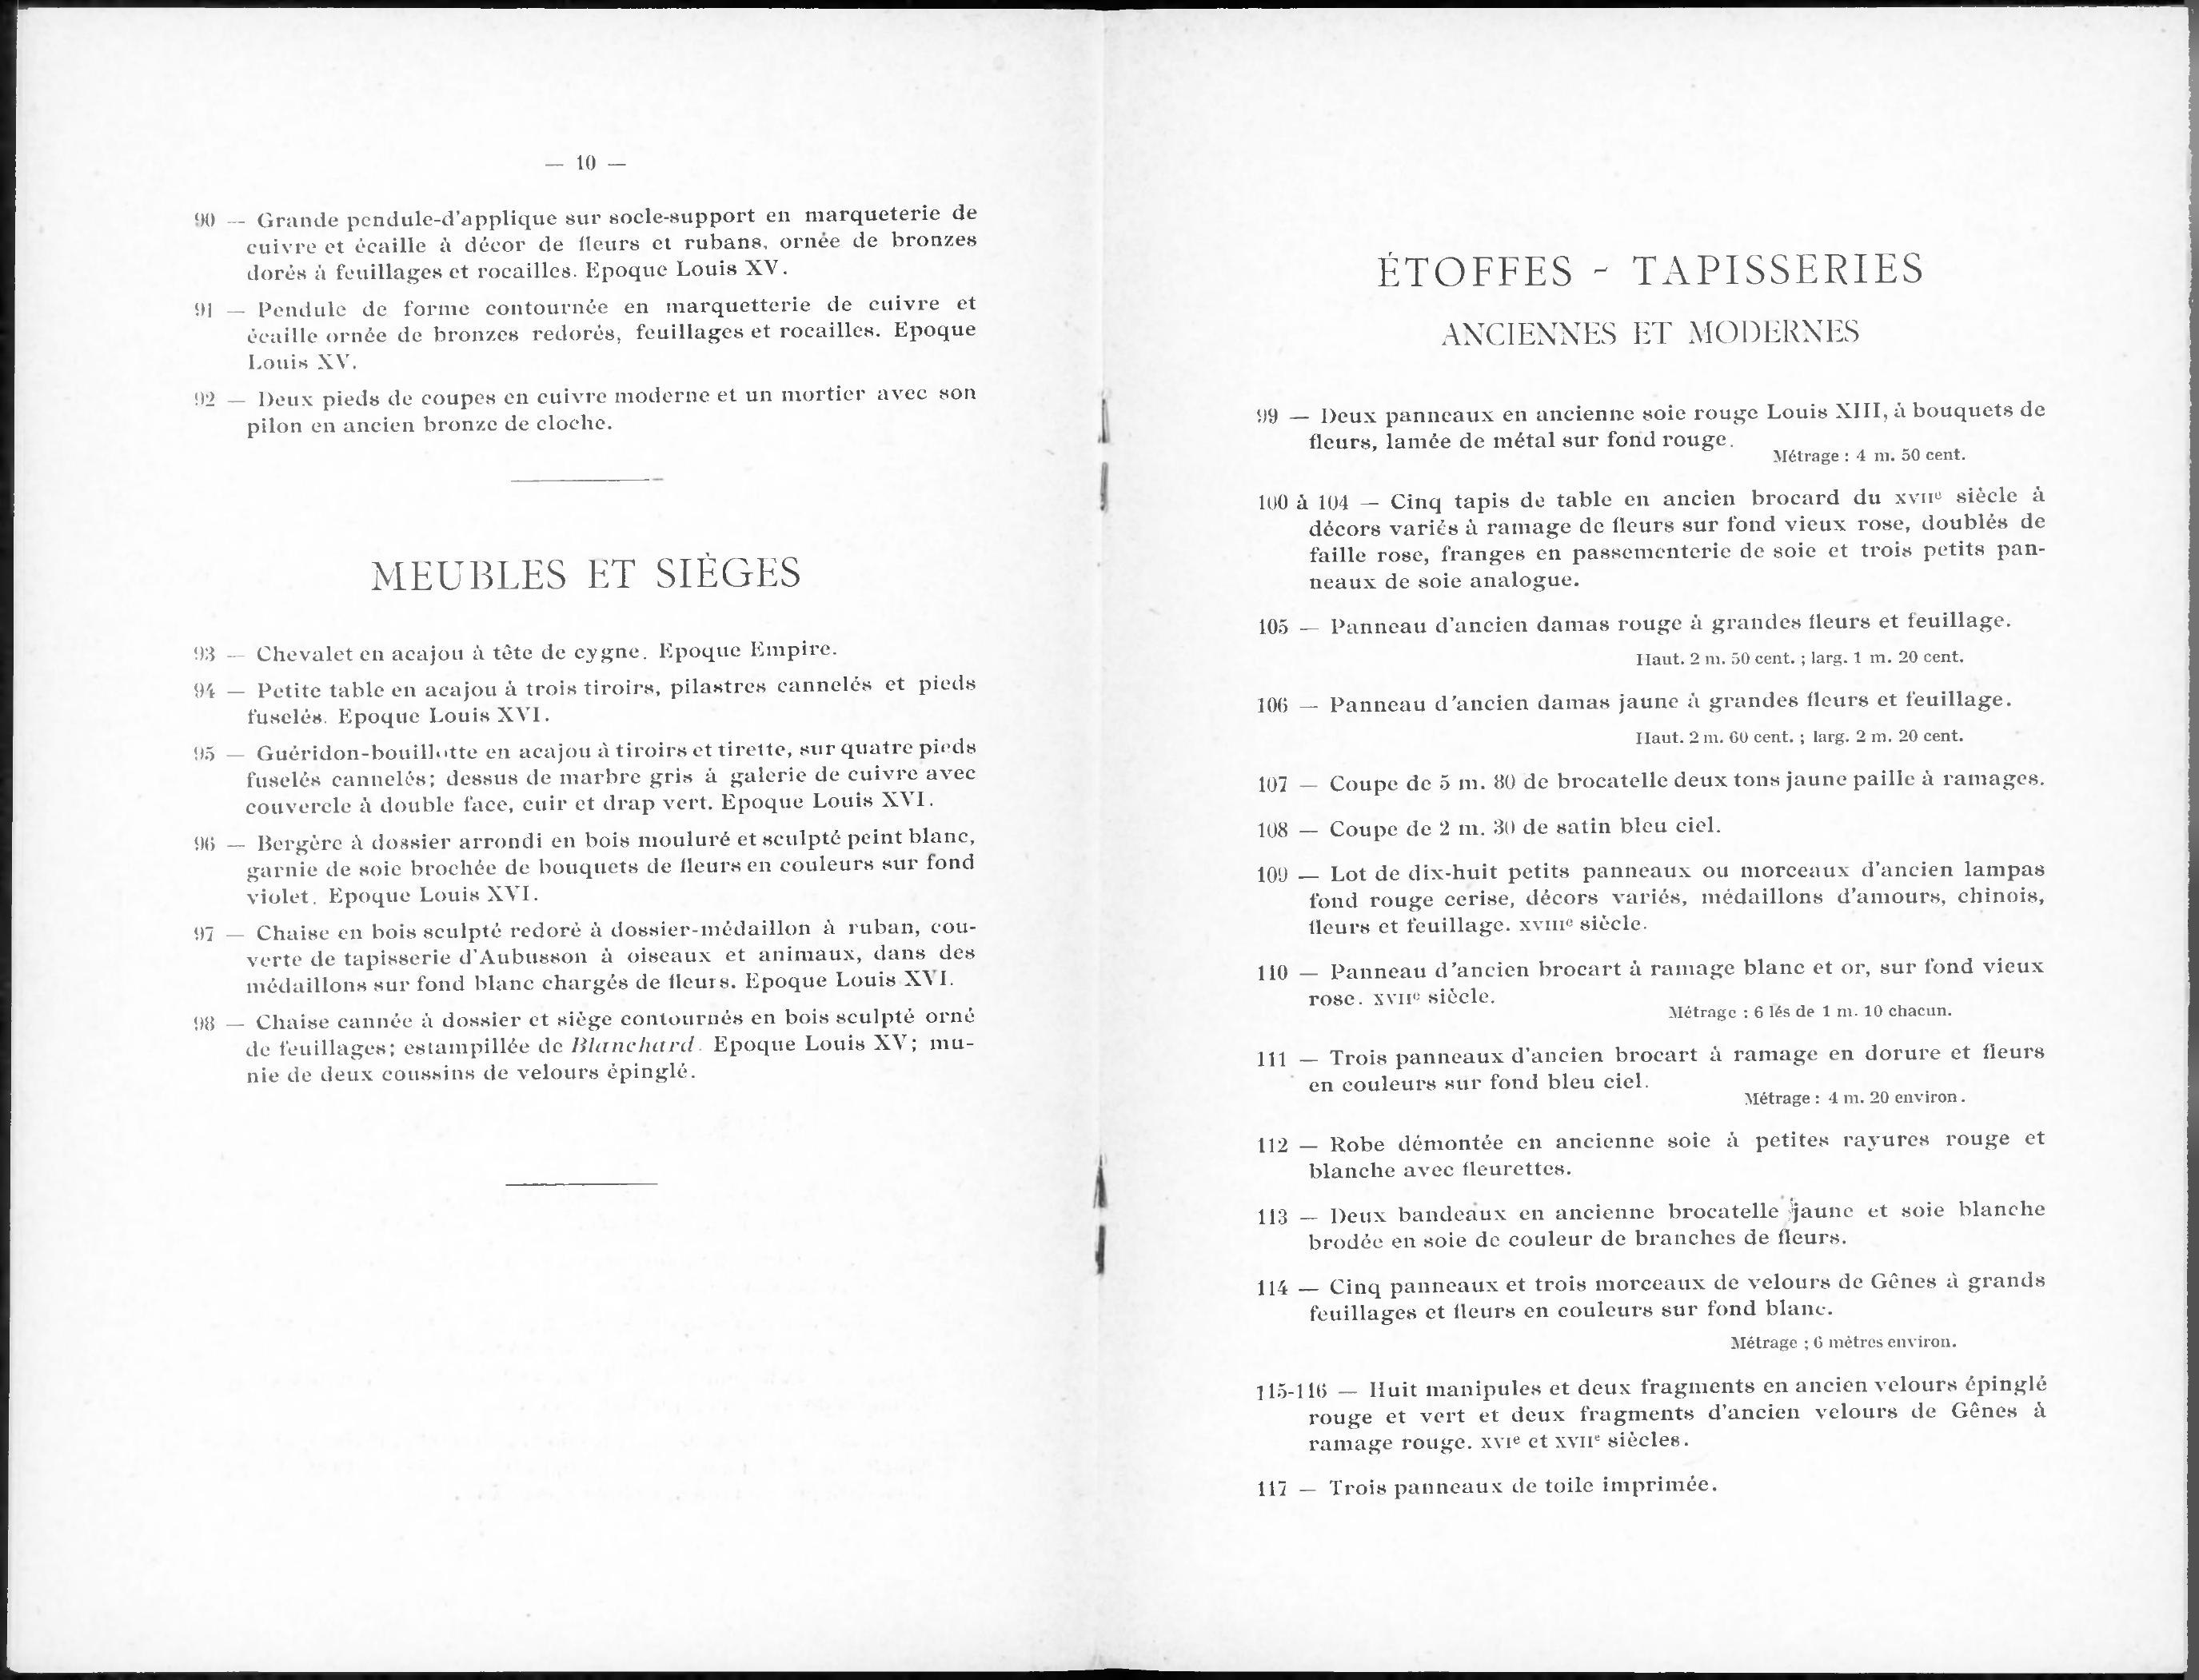 — 10 —
90 — Grande pendule-d'applique sur socle-support en marqueterie de
cuivre et écaille à décor de fleurs et rubans, ornée de bronzes
dorés à feuillages et rocailles. Epoque Louis XV.
91 — Pendule de forme contournée en marquetterie de cuivre et
écaille ornée de bronzes redorés, feuillages et rocailles. Epoque
Louis XV.
92 — Deux pieds de coupes en cuivre moderne et un mortier avec son
pilon en ancien bronze de cloche.
MEUBLES ET SIÈGES
93 — Chevalet en acajou à tête de cygne. Epoque Empire.
94 — Petite table en acajou à trois tiroirs, pilastres cannelés et pieds
fuselés. Epoque Louis XVI.
95 — Guéridon-bouillotte en acajou à tiroirs et tirette, sur quatre pieds
fuselés cannelés; dessus de marbre gris à galerie de cuivre avec
couvercle à double face, cuir et drap vert. Epoque Louis XVI.
96 — Bergère à dossier arrondi en bois mouluré et sculpté peint blanc,
garnie de soie brochée de bouquets de fleurs en couleurs sur fond
violet. Epoque Louis XVI.
97 — Chaise en bois sculpté redoré à dossier-médaillon à ruban, cou-
verte de tapisserie d'Aubusson à oiseaux et animaux, dans des
médaillons sur fond blanc chargés de fleurs. Epoque Louis XVI.
98 — Chaise cannée à dossier et siège contournés en bois sculpté orné
de feuillages; estampillée de Blanchard. Epoque Louis XV; mu-
nie de deux coussins de velours épinglé.
ÉTOFFES - TAPISSERIES
ANCIENNES ET MODERNES
99 — Deux panneaux en ancienne soie rouge Louis XIII, à bouquets de
fleurs, lamée de métal sur fond rouge.
Métrage : 4 m. 50 cent.
100 à 104 — Cinq tapis de table en ancien brocard du XVIIe siècle à
décors variés à ramage de fleurs sur fond vieux rose, doublés de
faille rose, franges en passementerie de soie et trois petits pan-
neaux de soie analogue.
105 — Panneau d'ancien damas rouge à grandes fleurs et feuillage.
Haut. 2 m. 50 cent. ; larg. 1 m. 20 cent.
106 — Panneau d'ancien damas jaune à grandes fleurs et feuillage.
Haut. 2 m. 60 cent. ; larg. 2 m. 20 cent.
107 — Coupe de 5 m. 80 de brocatelle deux tons jaune paille à ramages.
108 — Coupe de 2 m. 30 de satin bleu ciel.
109 — Lot de dix-huit petits panneaux ou morceaux d'ancien lampas
fond rouge cerise, décors variés, médaillons d'amours, chinois,
fleurs et feuillage. XVIIIe siècle.
110 — Panneau d'ancien brocart à ramage blanc et or, sur fond vieux
rose. XVIIe siècle.
Métrage : 6 lés de 1 m. 10 chacun.
111 — Trois panneaux d'ancien brocart à ramage en dorure et fleurs
en couleurs sur fond bleu ciel.
Métrage : 4 m. 20 environ.
112 — Robe démontée en ancienne soie à petites rayures rouge et
blanche avec fleurettes.
113 — Deux bandeaux en ancienne brocatelle jaune et soie blanche
brodée en soie de couleur de branches de fleurs.
114 — Cinq panneaux et trois morceaux de velours de Gênes à grands
feuillages et fleurs en couleurs sur fond blanc.
Métrage ; 6 mètres environ.
115-116 — Huit manipules et deux fragments en ancien velours épinglé
rouge et vert et deux fragments d'ancien velours de Gênes à
ramage rouge. XVIe et XVIIe siècles.
117 — Trois panneaux de toile imprimée.